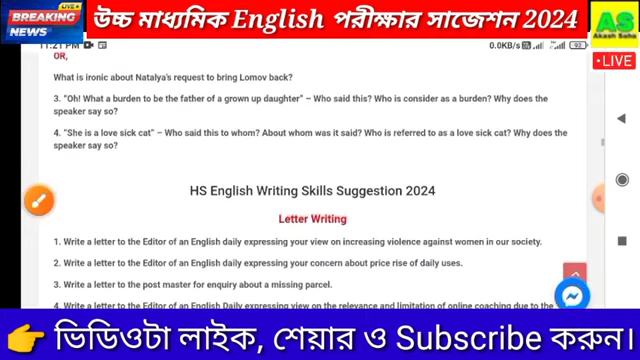 LIVE
BREAKING
NEWS
উচ্চ মাধ্যমিক English পরীক্ষার সাজেশন 2024
AS
Akash Saha
LIVE
11:21 PM
0.0KB/s
93
OR,
What is ironic about Natalya's request to bring Lomov back?
3. “Oh! What a burden to be the father of a grown up daughter” – Who said this? Who is consider as a burden? Why does the
speaker say so?
4. “She is a love sick cat” – Who said this to whom? About whom was it said? Who is referred to as a love sick cat? Why does the
speaker say so?
HS English Writing Skills Suggestion 2024
Letter Writing
1. Write a letter to the Editor of an English daily expressing your view on increasing violence against women in our society.
2. Write a letter to the Editor of an English daily expressing your concern about price rise of daily uses.
3. Write a letter to the post master for enquiry about a missing parcel.
4. Write a letter to the Editor of an English Daily expressing view on the relevance and limitation of online coaching due to the
👉 ভিডিওটা লাইক, শেয়ার ও Subscribe করুন।